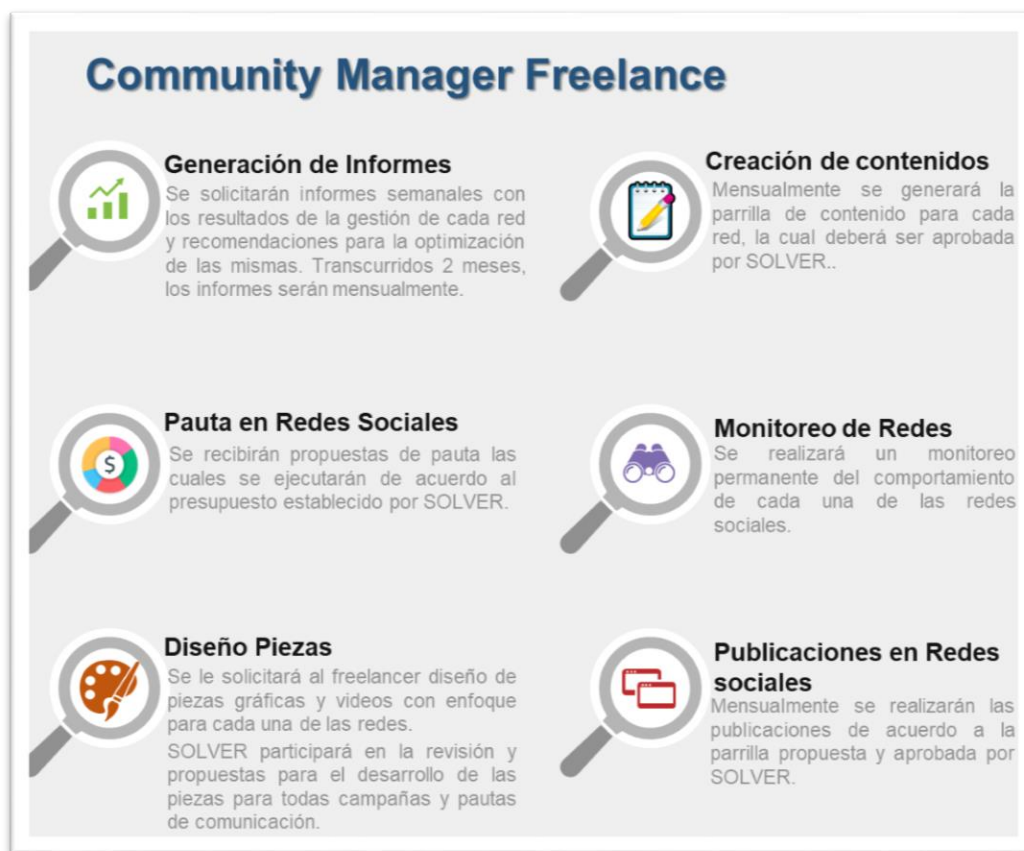 Community Manager Freelance
Generación de Informes
Se solicitarán informes semanales con
los resultados de la gestión de cada red
y recomendaciones para la optimización
de las mismas. Transcurridos 2 meses,
los informes serán mensualmente.
Creación de contenidos
Mensualmente se generará la
parrilla de contenido para cada
red, la cual deberá ser aprobada
por SOLVER..
Pauta en Redes Sociales
Se recibirán propuestas de pauta las
cuales se ejecutarán de acuerdo al
presupuesto establecido por SOLVER.
Monitoreo de Redes
Se realizará un monitoreo
permanente del comportamiento
de cada una de las redes
sociales.
Diseño Piezas
Se le solicitará al freelancer diseño de
piezas gráficas y videos con enfoque
para cada una de las redes.
SOLVER participará en la revisión y
propuestas para el desarrollo de las
piezas para todas campañas y pautas
de comunicación.
Publicaciones en Redes
sociales
Mensualmente se realizarán las
publicaciones de acuerdo a la
parrilla propuesta y aprobada por
SOLVER.
$